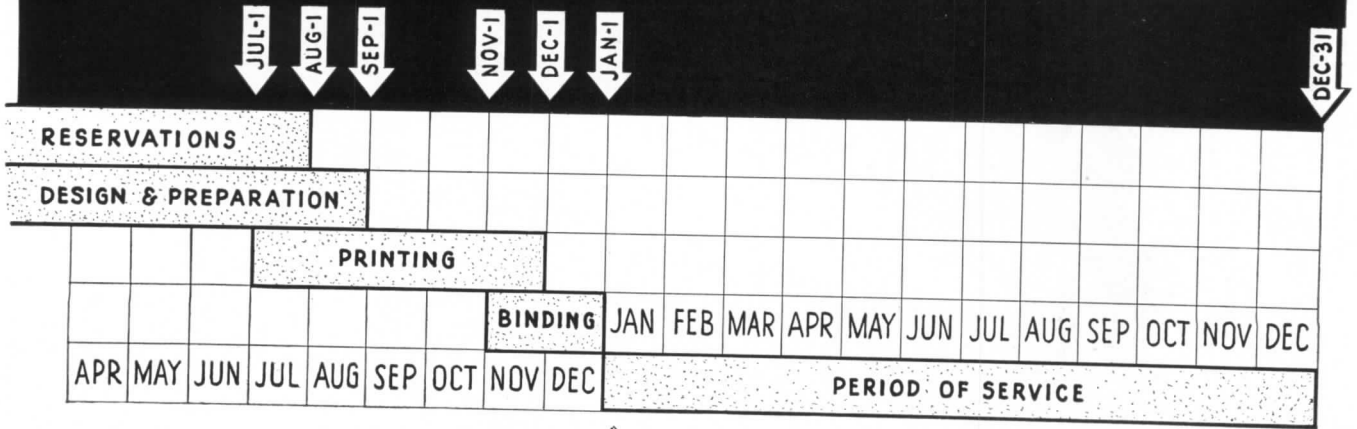 JUL-1 AUG-1 SEP-1 NOV-1 DEC-1 JAN-1 DEC-31
RESERVATIONS
DESIGN & PREPARATION
PRINTING
BINDING JAN FEB MAR APR MAY JUN JUL AUG SEP OCT NOV DEC
APR MAY JUN JUL AUG SEP OCT NOV DEC PERIOD OF SERVICE